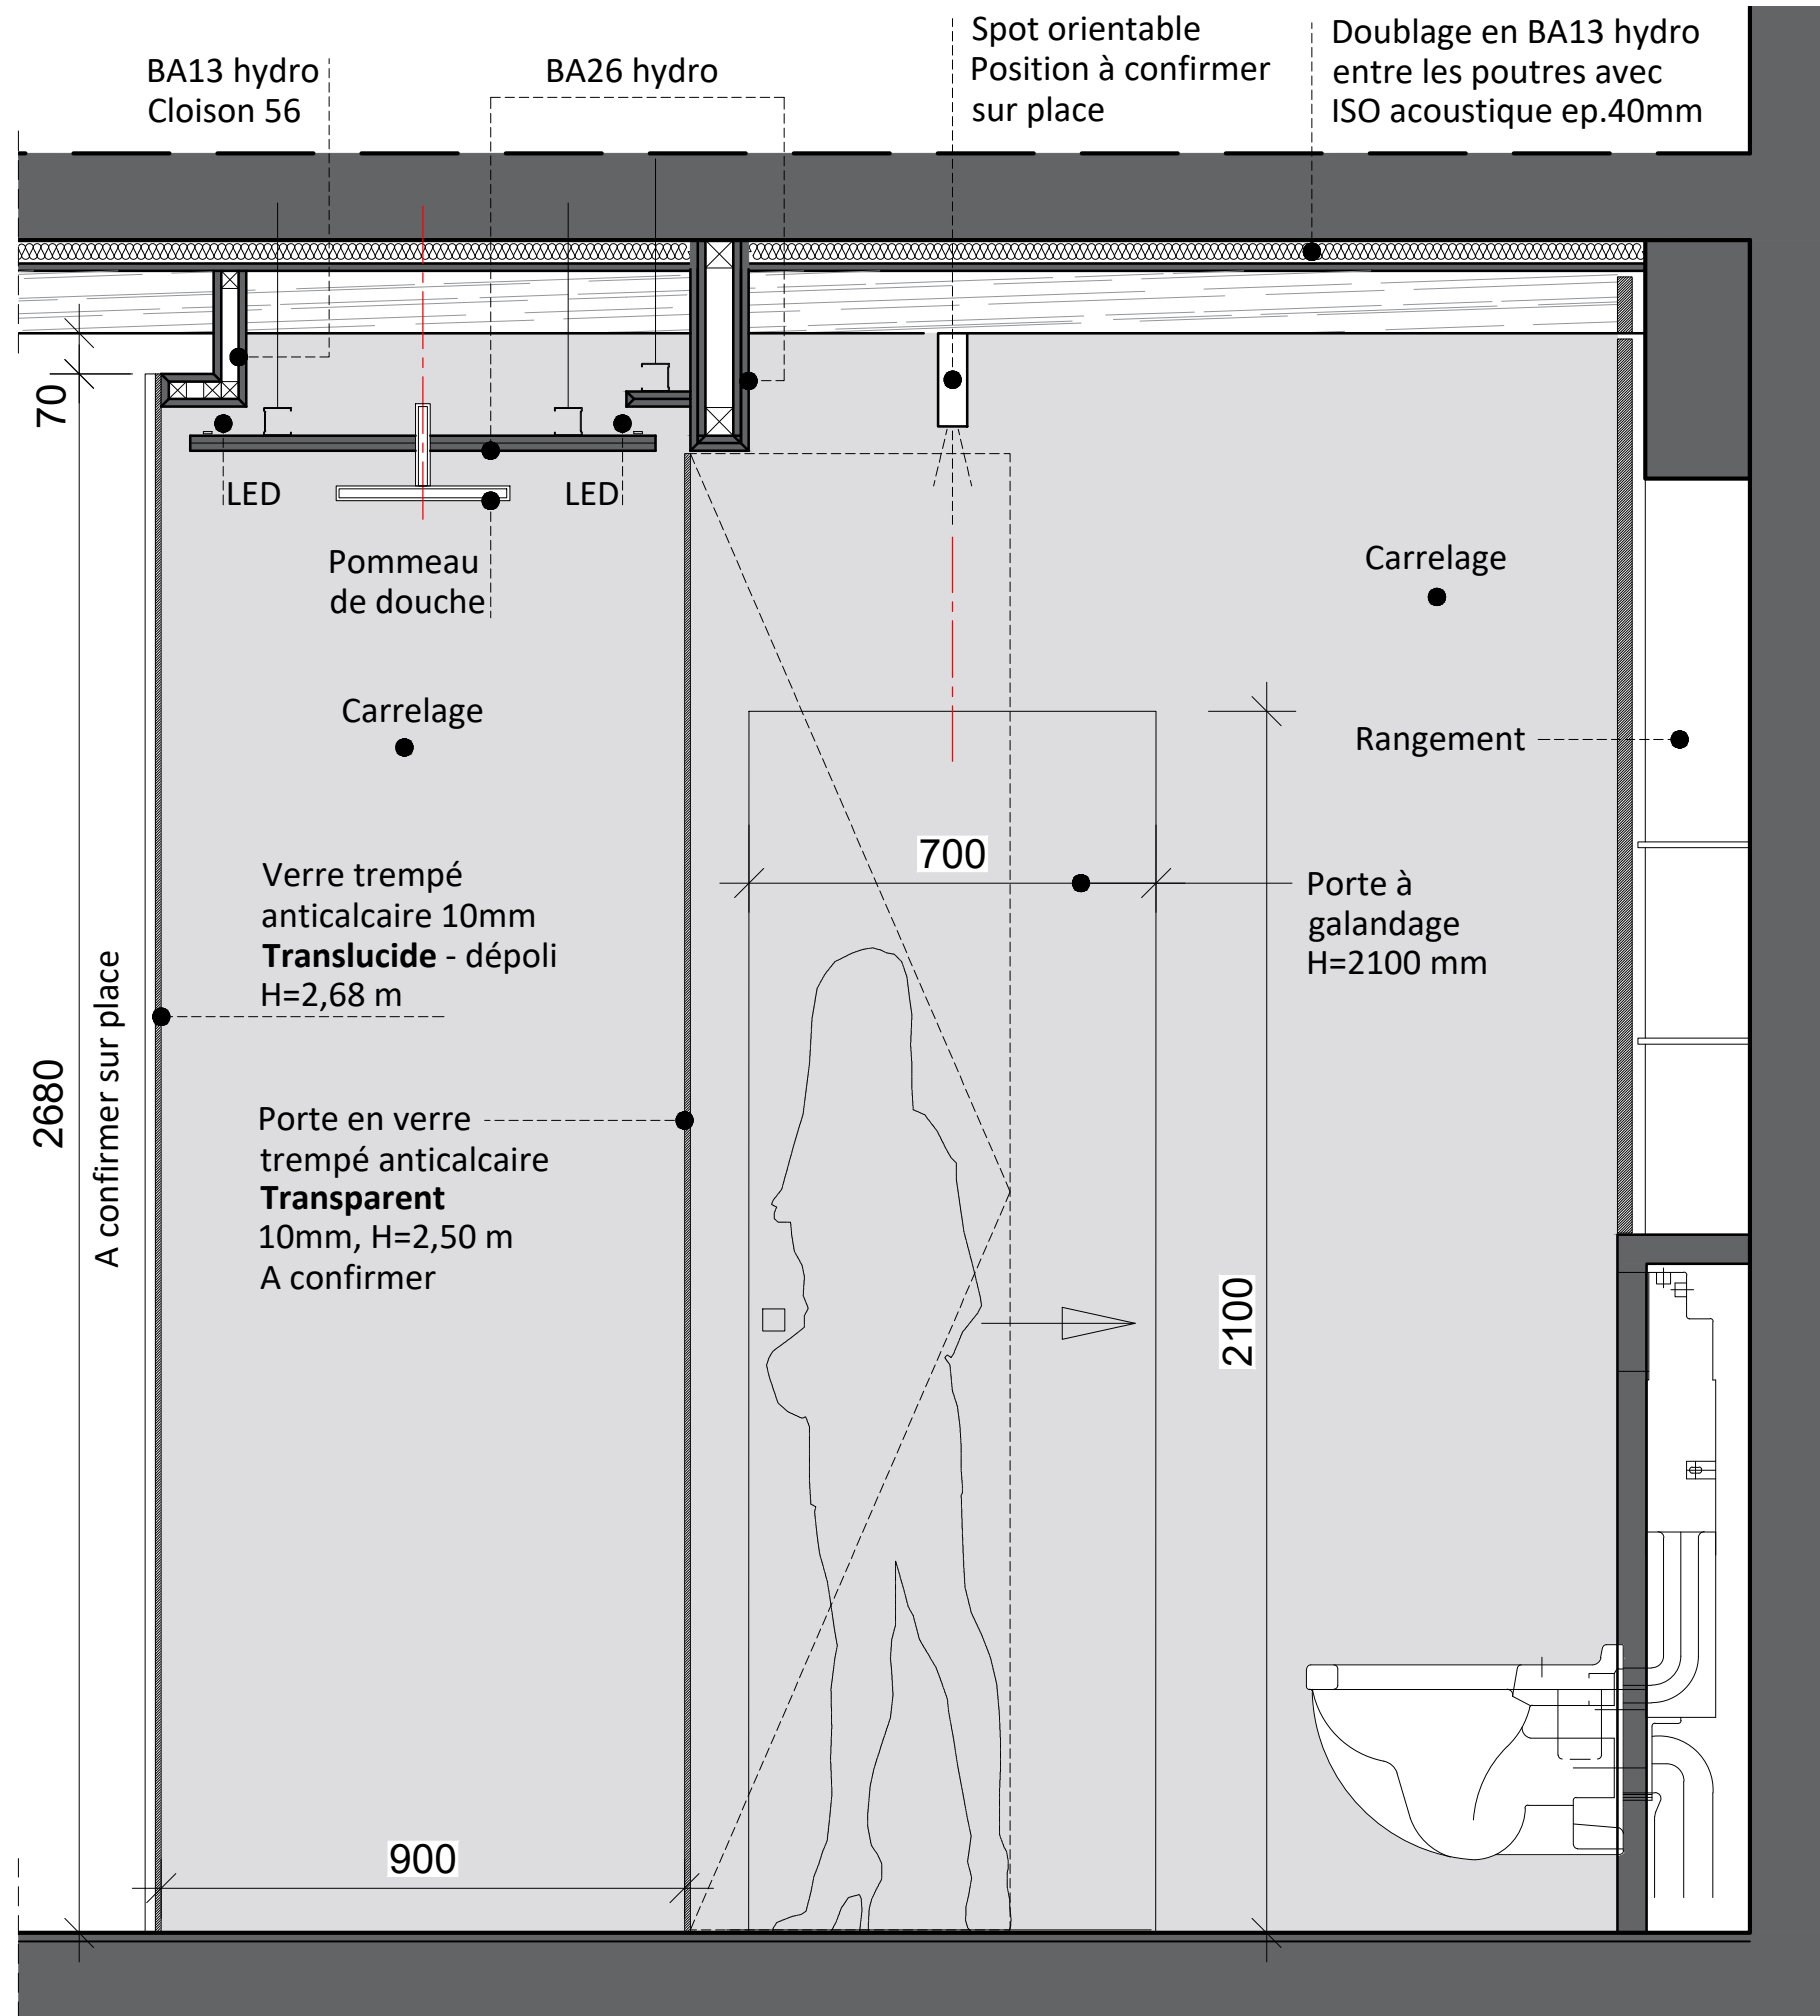 BA13 hydro
Cloison 56
BA26 hydro
Spot orientable
Position à confirmer
sur place
Doublage en BA13 hydro
entre les poutres avec
ISO acoustique ep.40mm
70
LED
LED
Pommeau
de douche
Carrelage
Carrelage
Rangement
700
Verre trempé
anticalcaire 10mm
Translucide - dépoli
H=2,68 m
Porte à
galandage
H=2100 mm
2680
A confirmer sur place
Porte en verre
trempé anticalcaire
Transparent
10mm, H=2,50 m
A confirmer
2100
900